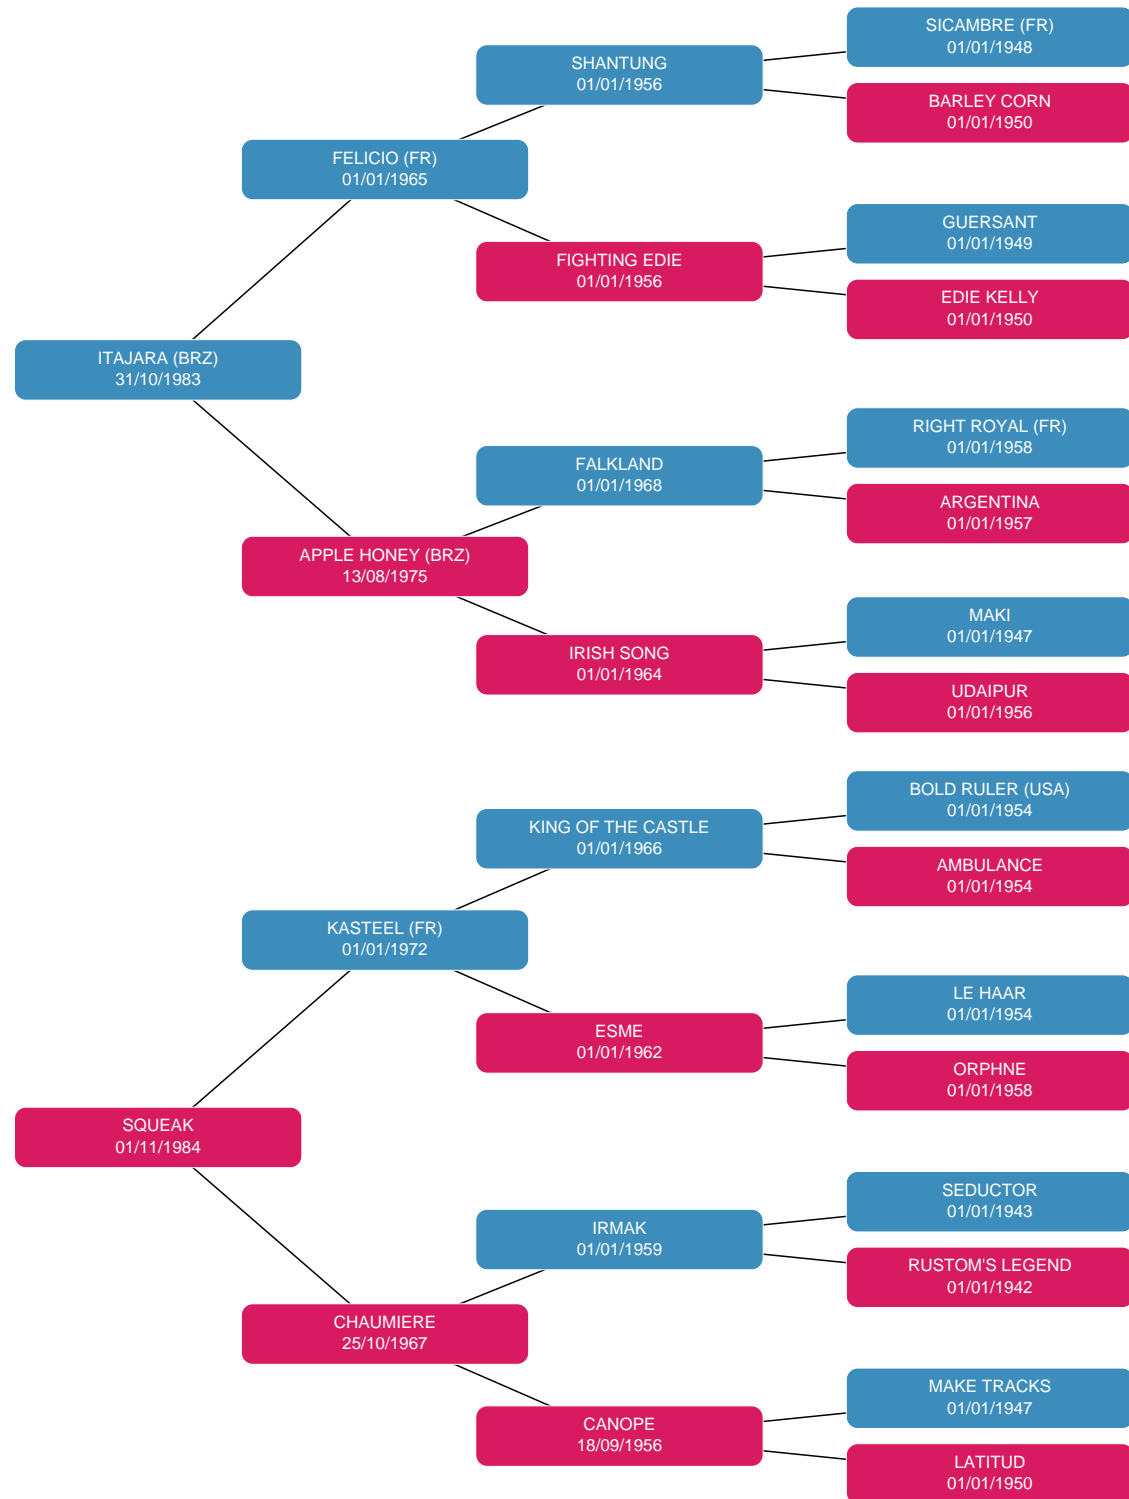 SICAMBRE (FR)
01/01/1948
SHANTUNG
01/01/1956
BARLEY CORN
01/01/1950
FELICIO (FR)
01/01/1965
GUERSANT
01/01/1949
FIGHTING EDIE
01/01/1956
EDIE KELLY
01/01/1950
ITAJARA (BRZ)
31/10/1983
RIGHT ROYAL (FR)
01/01/1958
FALKLAND
01/01/1968
ARGENTINA
01/01/1957
APPLE HONEY (BRZ)
13/08/1975
MAKI
01/01/1947
IRISH SONG
01/01/1964
UDAIPUR
01/01/1956
BOLD RULER (USA)
01/01/1954
KING OF THE CASTLE
01/01/1966
AMBULANCE
01/01/1954
KASTEEL (FR)
01/01/1972
LE HAAR
01/01/1954
ESME
01/01/1962
ORPHNE
01/01/1958
SQUEAK
01/11/1984
SEDUCTOR
01/01/1943
IRMAK
01/01/1959
RUSTOM'S LEGEND
01/01/1942
CHAUMIERE
25/10/1967
MAKE TRACKS
01/01/1947
CANOPE
18/09/1956
LATITUD
01/01/1950